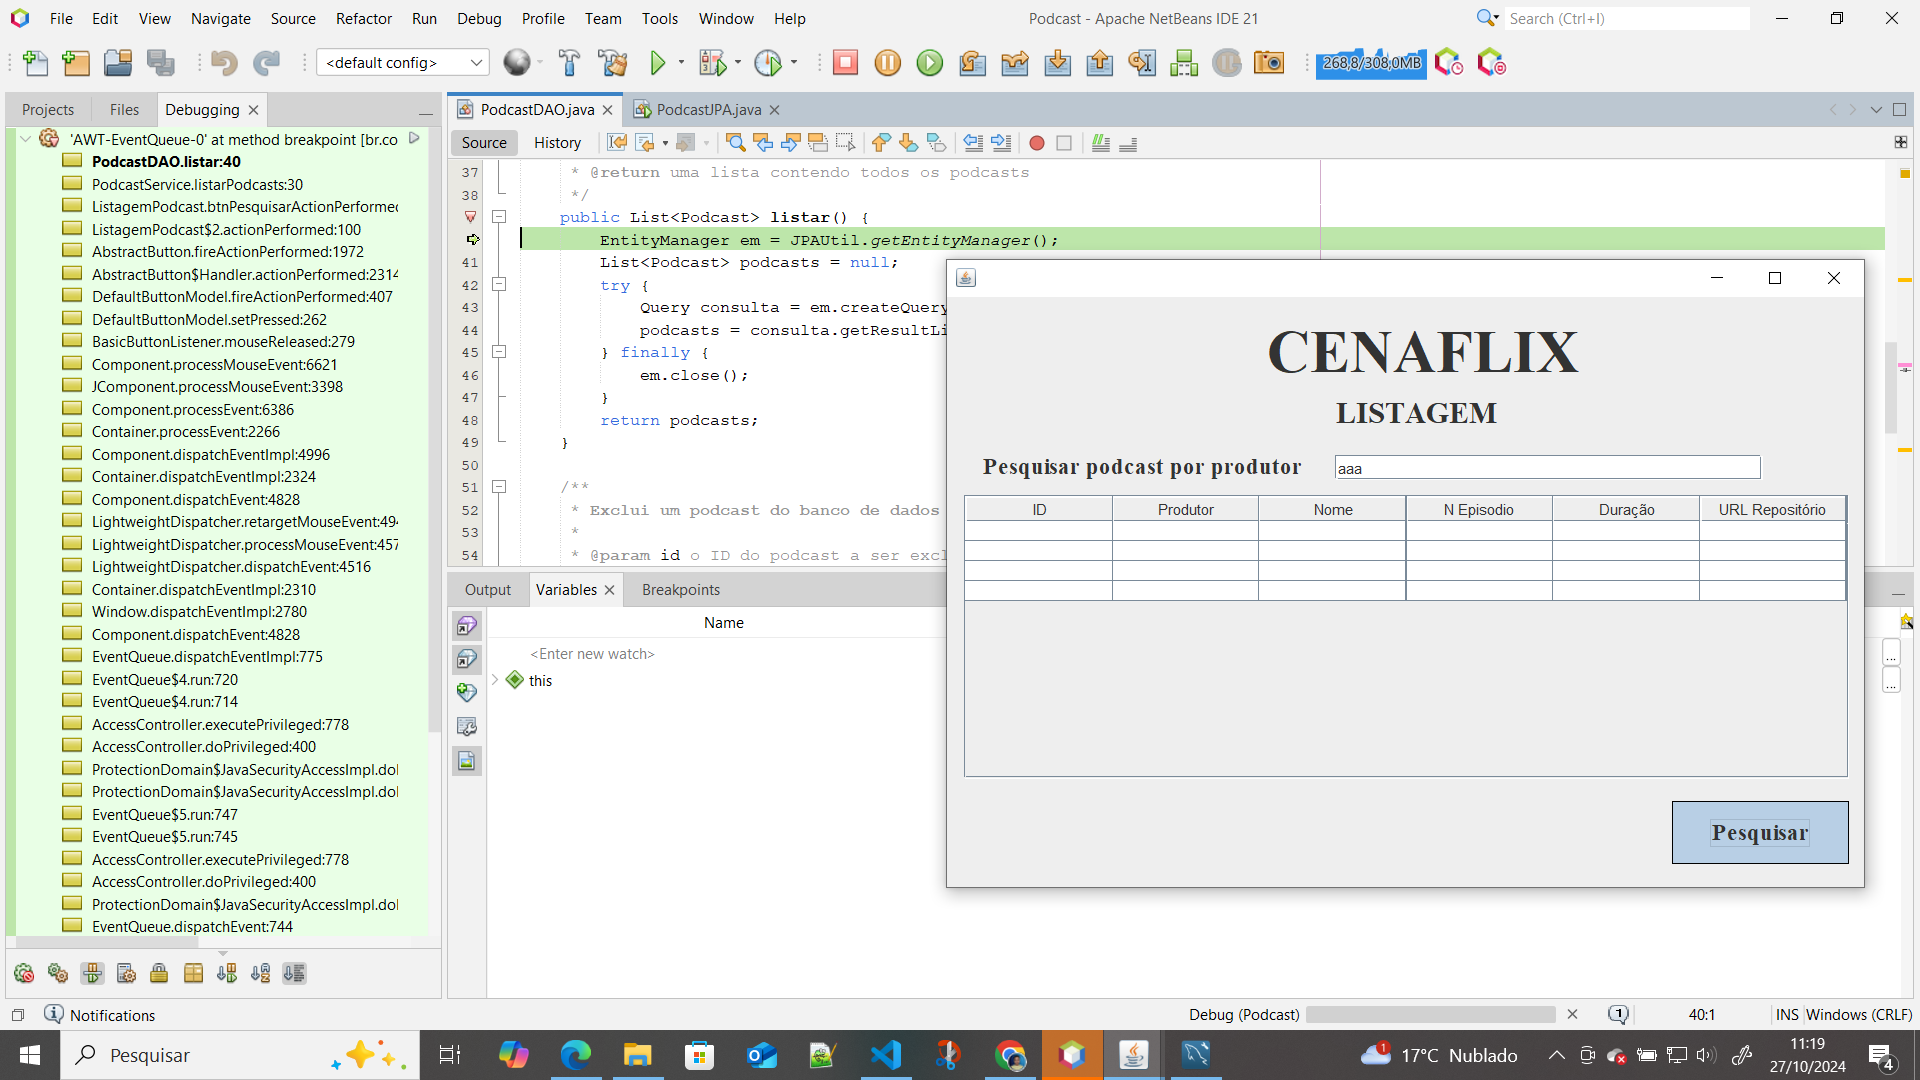 File Edit View Navigate Source Refactor Run Debug Profile Team Tools Window Help
Podcast - Apache NetBeans IDE 21
Search (Ctrl+I)
<default config>
268,8/308,0MB
Projects Files Debugging
PodcastDAO.java PodcastJPA.java
Source History
'AWT-EventQueue-0' at method breakpoint [br.co
PodcastDAO.listar:40
PodcastService.listarPodcasts:30
ListagemPodcast.btnPesquisarActionPerformed
ListagemPodcast$2.actionPerformed:100
AbstractButton.fireActionPerformed:1972
AbstractButton$Handler.actionPerformed:2314
DefaultButtonModel.fireActionPerformed:407
DefaultButtonModel.setPressed:262
BasicButtonListener.mouseReleased:279
Component.processMouseEvent:6621
JComponent.processMouseEvent:3398
Component.processEvent:6386
Container.processEvent:2266
Component.dispatchEventImpl:4996
Container.dispatchEventImpl:2324
Component.dispatchEvent:4828
LightweightDispatcher.retargetMouseEvent:494
LightweightDispatcher.processMouseEvent:457
LightweightDispatcher.dispatchEvent:4516
Container.dispatchEventImpl:2310
Window.dispatchEventImpl:2780
Component.dispatchEvent:4828
EventQueue.dispatchEventImpl:775
EventQueue$4.run:720
EventQueue$4.run:714
AccessController.executePrivileged:778
AccessController.doPrivileged:400
ProtectionDomain$JavaSecurityAccessImpl.do
ProtectionDomain$JavaSecurityAccessImpl.do
EventQueue$5.run:747
EventQueue$5.run:745
AccessController.executePrivileged:778
AccessController.doPrivileged:400
ProtectionDomain$JavaSecurityAccessImpl.do
EventQueue.dispatchEvent:744
37 * @return uma lista contendo todos os podcasts
38 */
public List<Podcast> listar() {
EntityManager em = JPAUtil.getEntityManager();
41 List<Podcast> podcasts = null;
42 try {
43 Query consulta = em.createQuery
44 podcasts = consulta.getResultLi
45 } finally {
46 em.close();
47 }
48 return podcasts;
49 }
50
51 /**
52 * Exclui um podcast do banco de dados
53 *
54 * @param id o ID do podcast a ser excl
Output Variables Breakpoints
Name
<Enter new watch>
this
CENAFLIX
LISTAGEM
Pesquisar podcast por produtor aaa
ID Produtor Nome N Episodio Duração URL Repositório
Pesquisar
Notifications
Debug (Podcast)
1
40:1 INS Windows (CRLF)
Pesquisar
1
17°C Nublado
11:19
27/10/2024
4